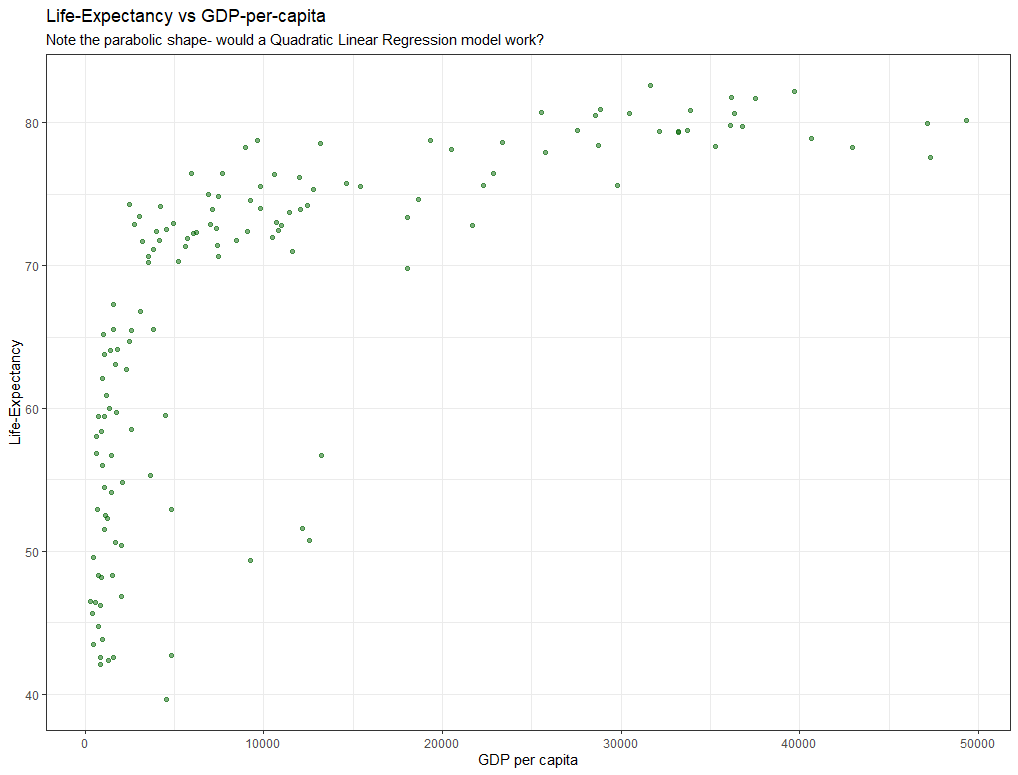 Life-Expectancy vs GDP-per-capita
Note the parabolic shape- would a Quadratic Linear Regression model work?
Life-Expectancy
80
70
60
50
40
0
10000
20000
30000
40000
50000
GDP per capita